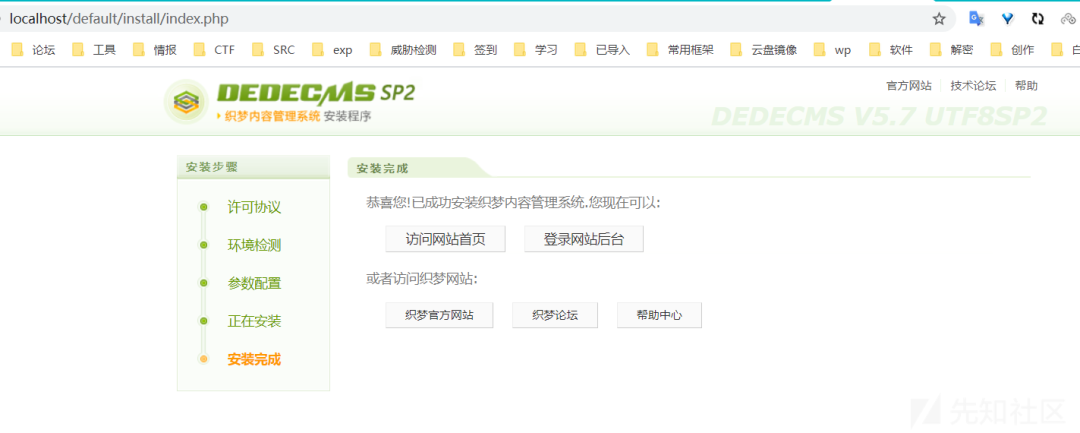 localhost/default/install/index.php
论坛 工具 情报 CTF SRC exp 威胁检测 签到 学习 已导入 常用框架 云盘镜像 wp 软件 解密 创作
DEDECMS SP2
织梦内容管理系统 安装程序
官方网站 技术论坛 帮助
DEDECMS V5.7 UTF8SP2
安装步骤
许可协议
环境检测
参数配置
正在安装
安装完成
安装完成
恭喜您!已成功安装织梦内容管理系统.您现在可以:
访问网站首页 登录网站后台
或者访问织梦网站:
织梦官方网站 织梦论坛 帮助中心
先知社区